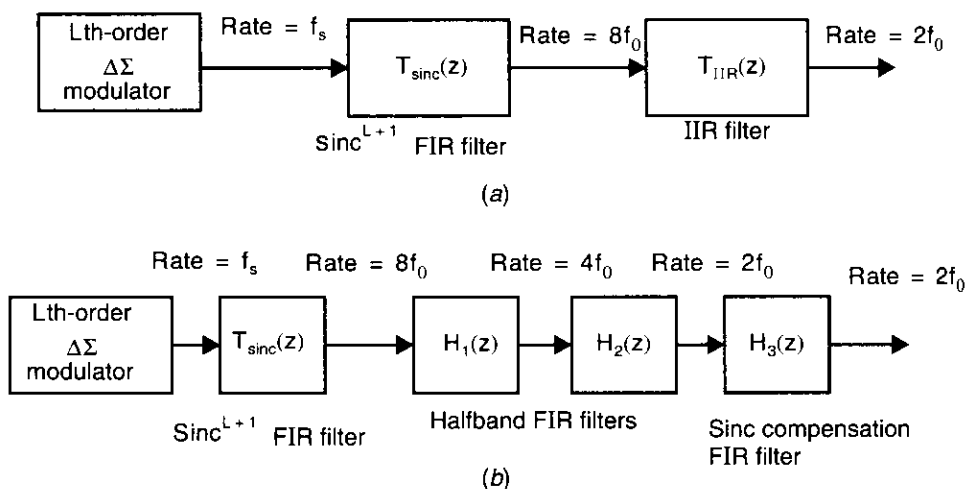 Lth-order
ΔΣ
modulator
Rate = f_s
T_sinc(z)
Sinc^{L+1} FIR filter
Rate = 8f_0
T_IIR(z)
IIR filter
Rate = 2f_0
(a)
Rate = f_s
Rate = 8f_0
Rate = 4f_0
Rate = 2f_0
Rate = 2f_0
Lth-order
ΔΣ
modulator
T_sinc(z)
H_1(z)
H_2(z)
H_3(z)
Sinc^{L+1} FIR filter
Halfband FIR filters
Sinc compensation
FIR filter
(b)